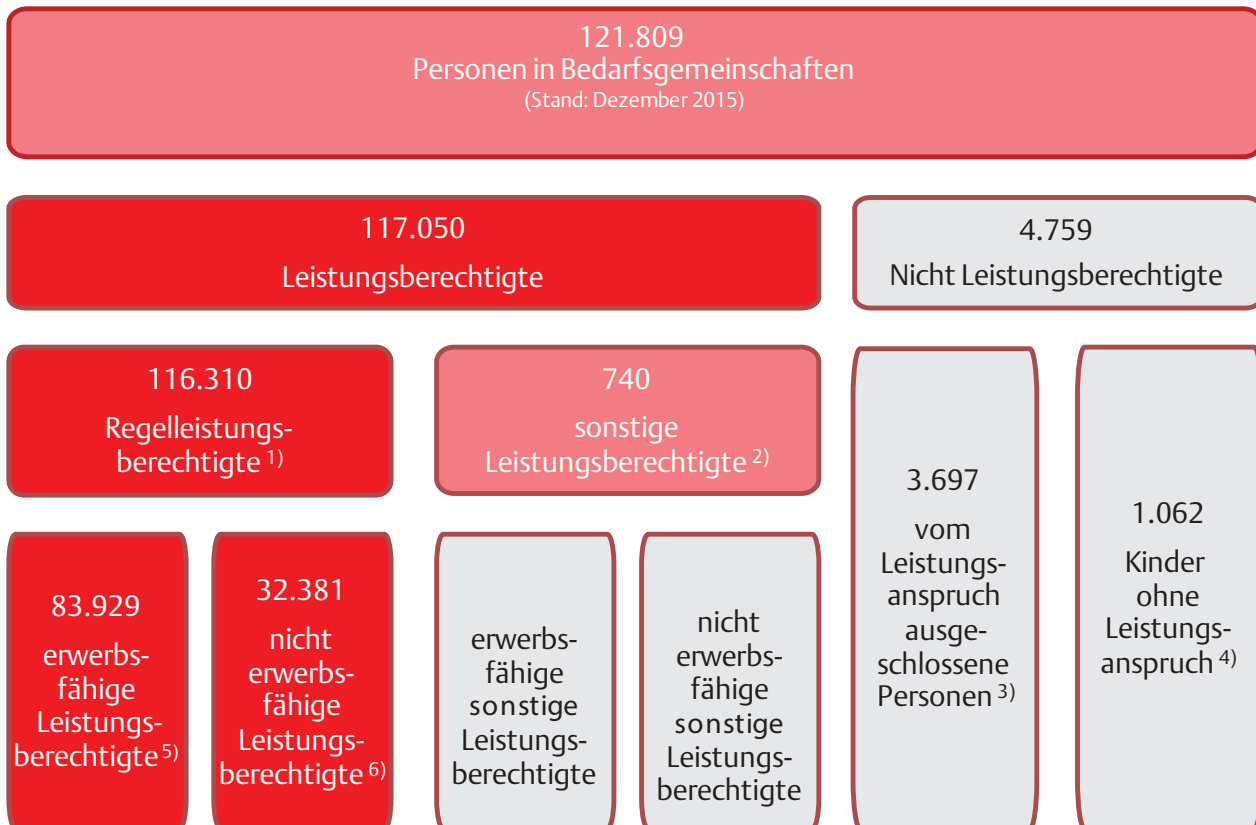 121.809
Personen in Bedarfsgemeinschaften
(Stand: Dezember 2015)
117.050
Leistungsberechtigte
4.759
Nicht Leistungsberechtigte
116.310
Regelleistungs-
berechtigte 1)
740
sonstige
Leistungsberechtigte 2)
3.697
vom
Leistungs-
anspruch
ausge-
schlossene
Personen 3)
1.062
Kinder
ohne
Leistungs-
anspruch 4)
83.929
erwerbs-
fähige
Leistungs-
berechtigte 5)
32.381
nicht
erwerbs-
fähige
Leistungs-
berechtigte 6)
erwerbs-
fähige
sonstige
Leistungs-
berechtigte
nicht
erwerbs-
fähige
sonstige
Leistungs-
berechtigte